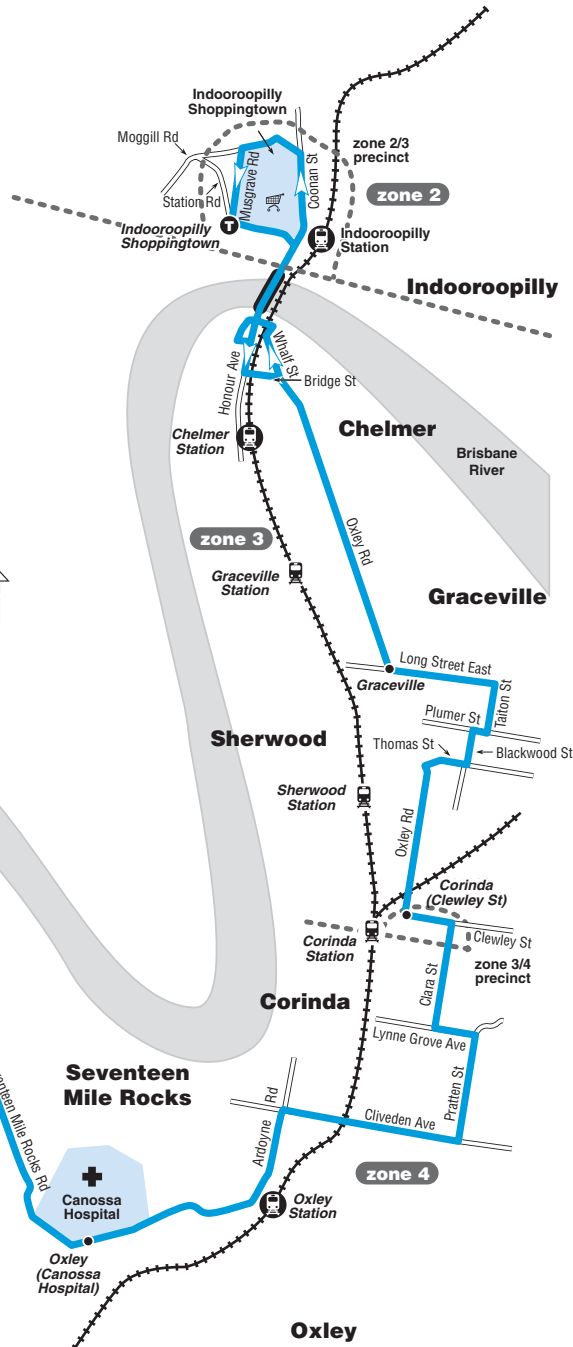 Indooroopilly
Shoppingtown
Moggill Rd
zone 2/3
precinct
Musgrave Rd
Coonan St
zone 2
Station Rd
T
Indooroopilly
Shoppingtown
Indooroopilly
Station
Indooroopilly
Honour Ave
Whalf St
Bridge St
Chelmer
Station
Chelmer
Brisbane
River
Oxley Rd
zone 3
Graceville
Station
Graceville
Long Street East
Graceville
Taiton St
Plumer St
Sherwood
Thomas St
Blackwood St
Sherwood
Station
Oxley Rd
Corinda
(Clewley St)
Clewley St
Corinda
Station
zone 3/4
precinct
Clara St
Corinda
Lynne Grove Ave
Seventeen
Mile Rocks
Pratten St
Ardoyne Rd
Cliveden Ave
Mile Rocks Rd
zone 4
Canossa
Hospital
Oxley
Station
Oxley
(Canossa
Hospital)
Oxley